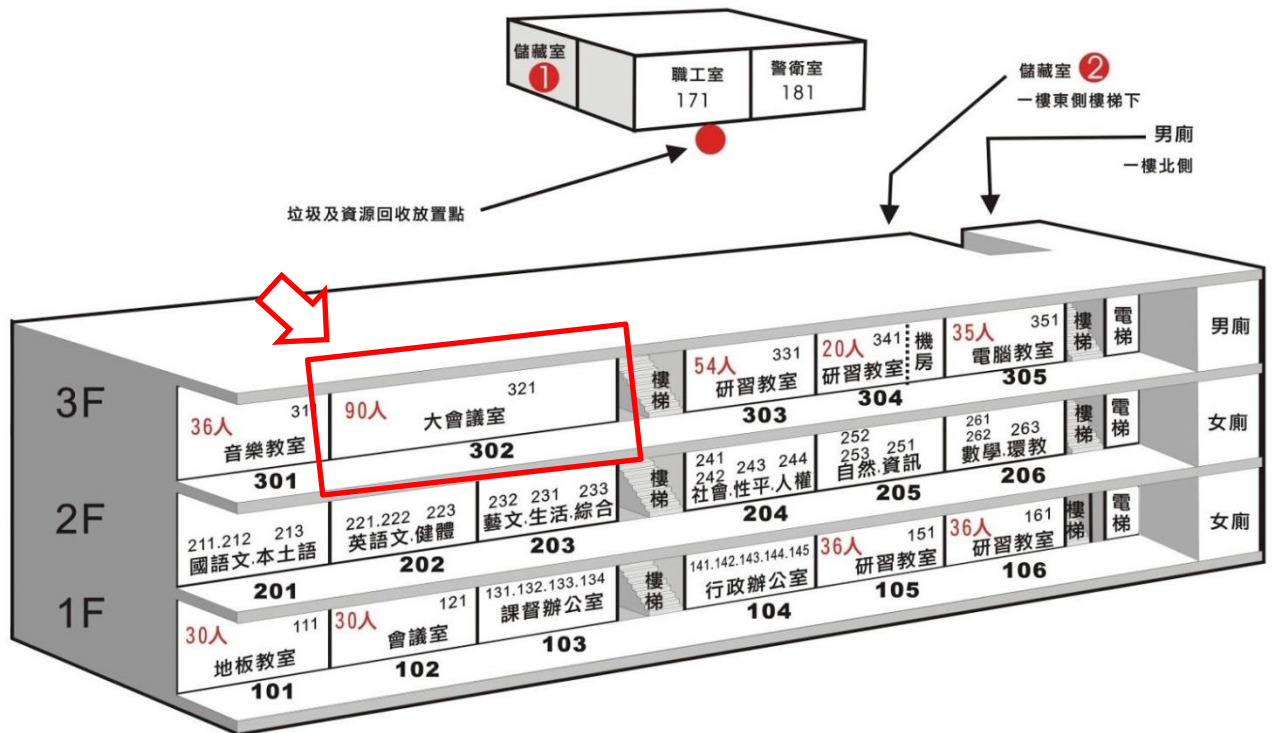 儲藏室
1
職工室
171
警衛室
181
儲藏室 2
一樓東側樓梯下
男廁
一樓北側
垃圾及資源回收放置點
3F
36人
311
音樂教室
301
90人
321
大會議室
302
樓梯
54人 331
研習教室
303
20人 341
研習教室
304
機房
35人 351
電腦教室
305
樓梯
電梯
男廁
2F
211.212 213
國語文.本土語
201
221.222 223
英語文.健體
202
232 231 233
藝文.生活.綜合
203
樓梯
241
242 243 244
社會.性平.人權
204
252
253 251
自然.資訊
205
261
262 263
數學.環教
206
樓梯
電梯
女廁
1F
30人 111
地板教室
101
30人 121
會議室
102
131.132.133.134
課督辦公室
103
樓梯
141.142.143.144.145
行政辦公室
104
36人 151
研習教室
105
36人 161
研習教室
106
樓梯
電梯
女廁